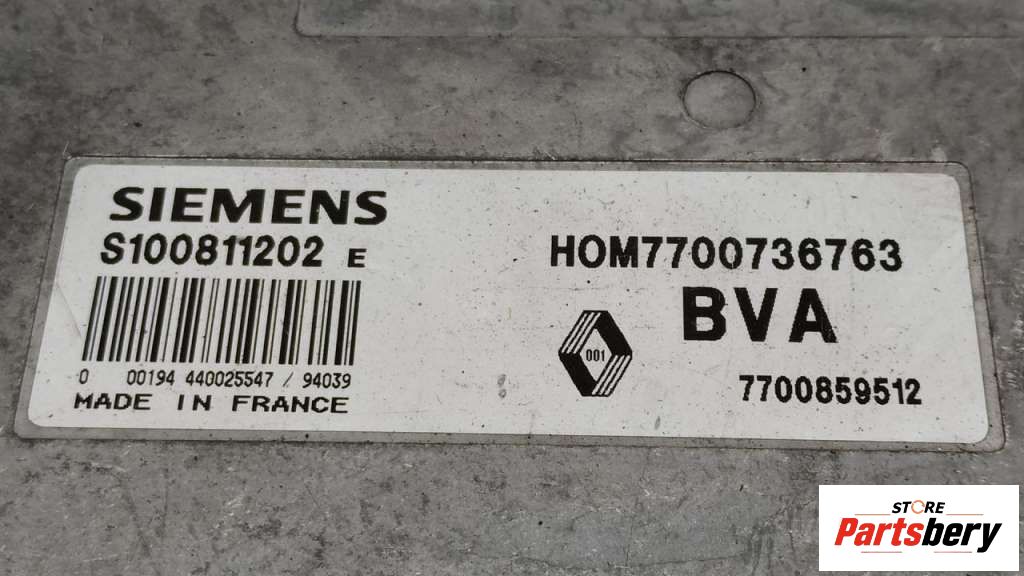 SIEMENS
S100811202 E
0 00194 440025547 / 94039
MADE IN FRANCE
HOM7700736763
BVA
001
7700859512
STORE
Partsbery